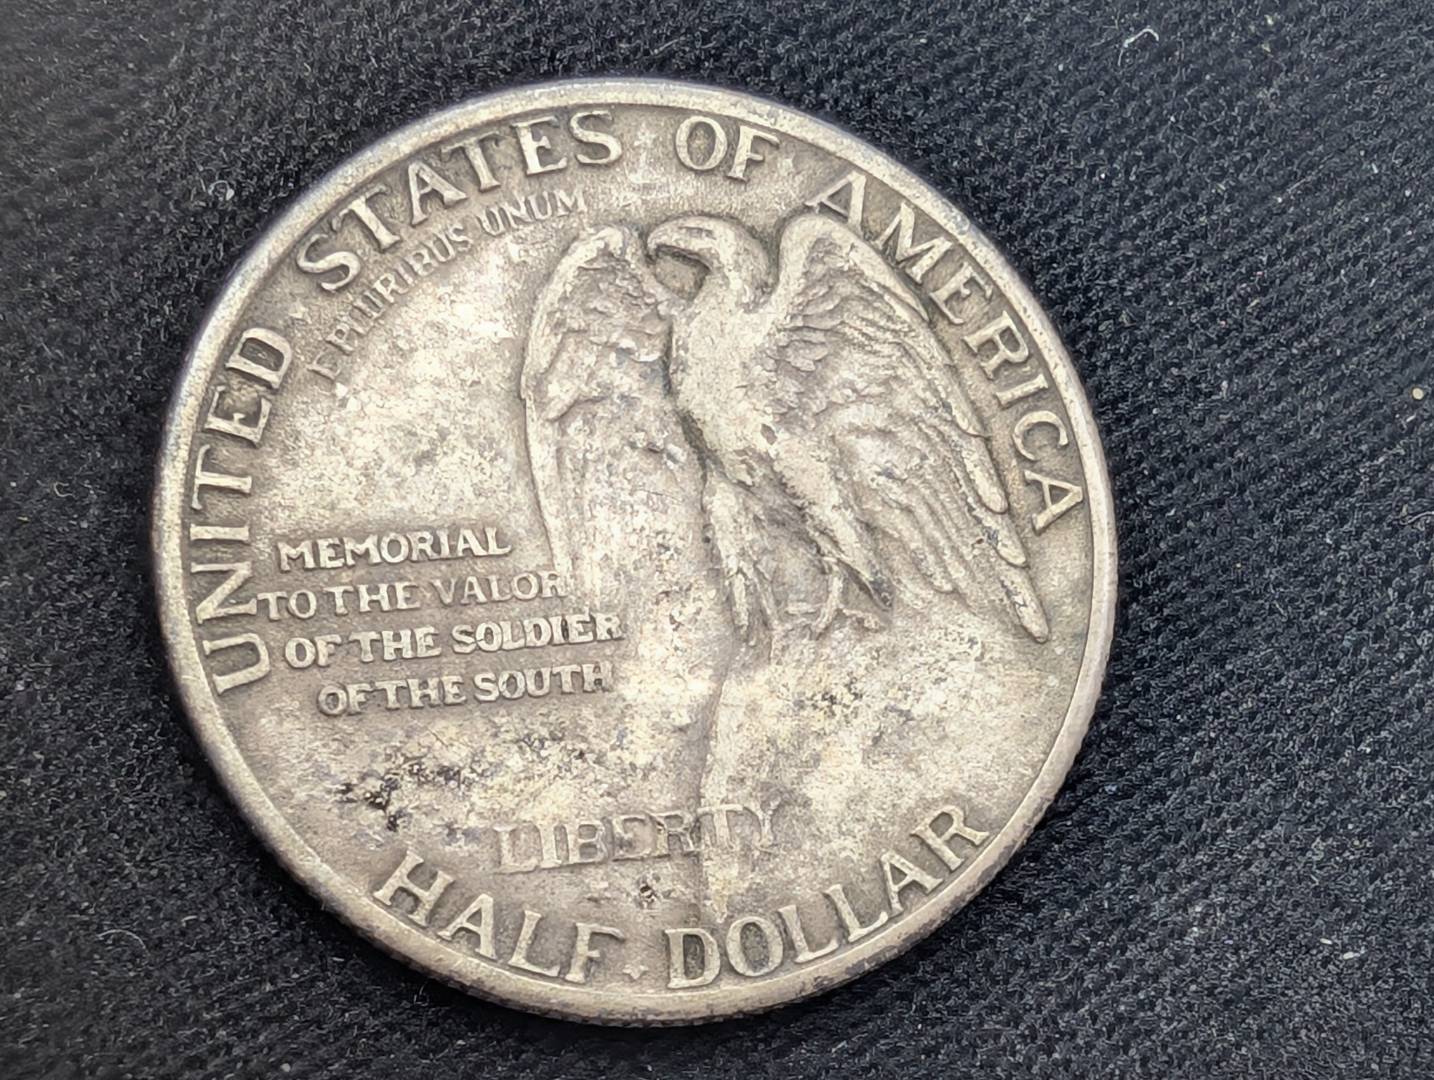 UNITED STATES OF AMERICA
E PLURIBUS UNUM
MEMORIAL
TO THE VALOR
OF THE SOLDIER
OF THE SOUTH
LIBERTY
HALF · DOLLAR